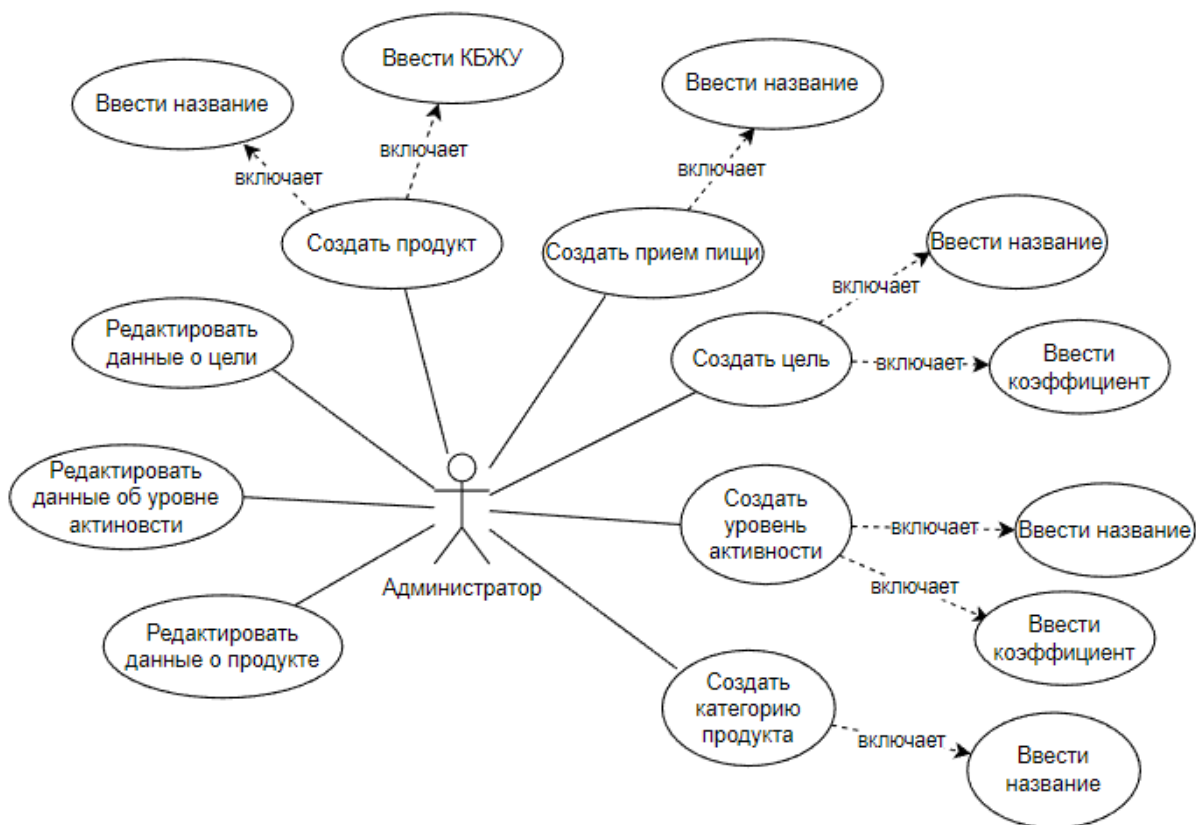 Ввести КБЖУ
Ввести название
Ввести название
включает
включает
включает
Создать продукт
Создать прием пищи
Ввести название
включает
Редактировать
данные о цели
Создать цель
включает
Ввести
коэффициент
Редактировать
данные об уровне
актиновсти
Создать
уровень
активности
включает
Ввести название
включает
Администратор
Ввести
коэффициент
Редактировать
данные о продукте
Создать
категорию
продукта
включает
Ввести
название